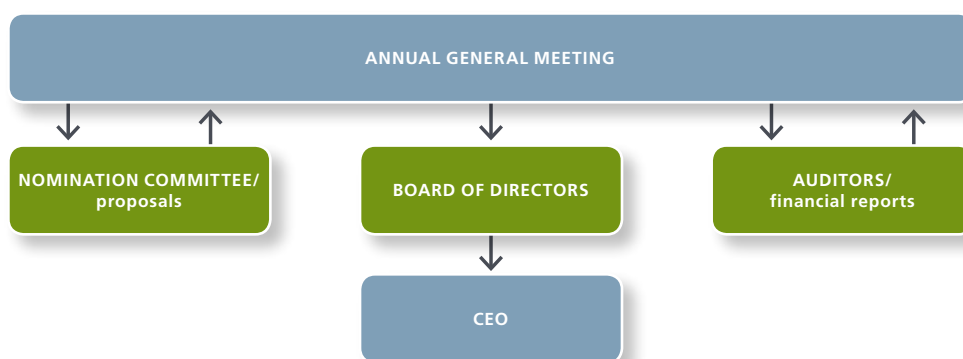 ANNUAL GENERAL MEETING
NOMINATION COMMITTEE/
proposals
BOARD OF DIRECTORS
AUDITORS/
financial reports
CEO